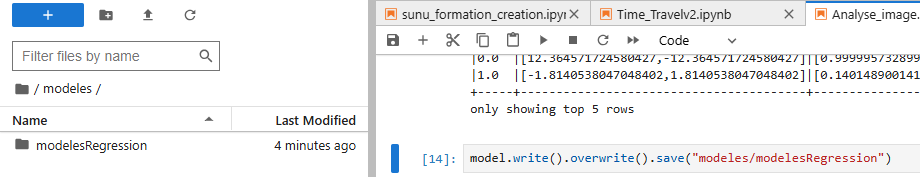 sunu_formation_creation.ipyn
Time_Travelv2.ipynb
Analyse_image.
Filter files by name
/ modeles /
Name
Last Modified
modelesRegression
4 minutes ago
Code
|0.0 |[12.364571724580427,-12.364571724580427]|[0.999995732899
|1.0 |[-1.8140538047048402,1.8140538047048402]|[0.140148900141
+-----+----------------------------------------+---------------
only showing top 5 rows
[14]: model.write().overwrite().save("modeles/modelesRegression")